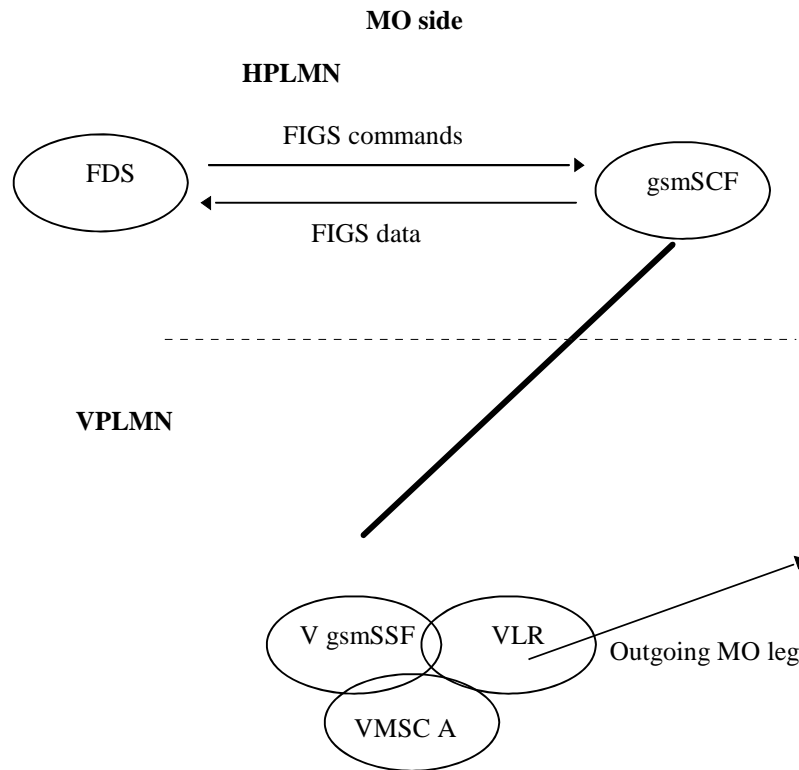 MO side
HPLMN
FIGS commands
FDS
gsmSCF
FIGS data
VPLMN
V gsmSSF
VLR
Outgoing MO leg
VMSC A